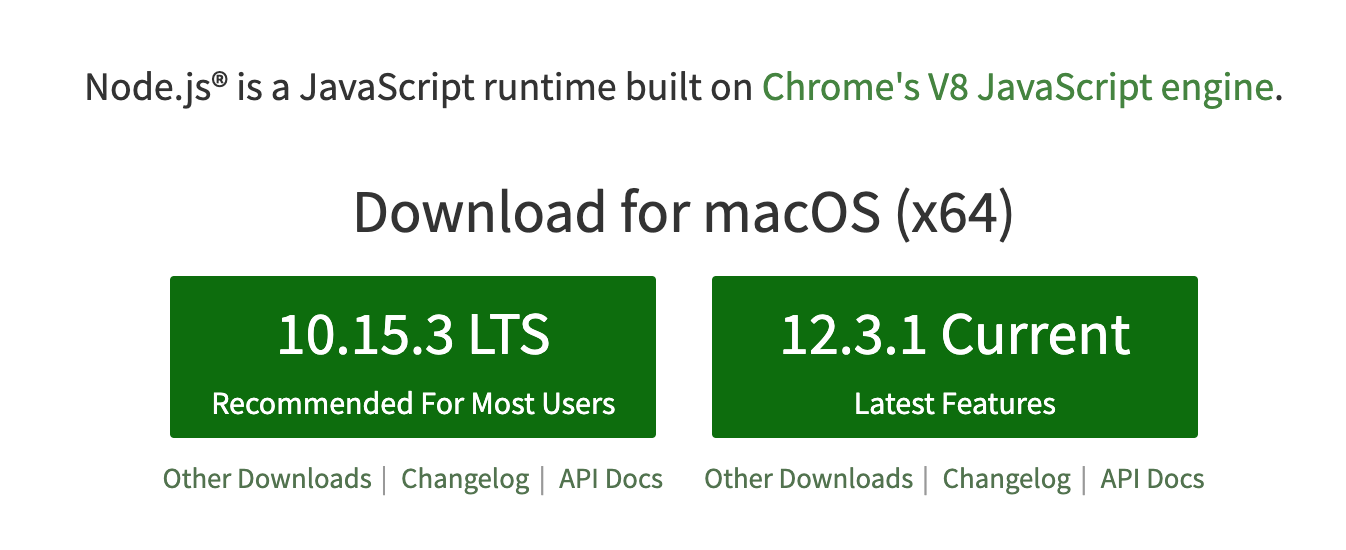 Node.js® is a JavaScript runtime built on Chrome's V8 JavaScript engine.
Download for macOS (x64)
10.15.3 LTS
Recommended For Most Users
Other Downloads | Changelog | API Docs
12.3.1 Current
Latest Features
Other Downloads | Changelog | API Docs